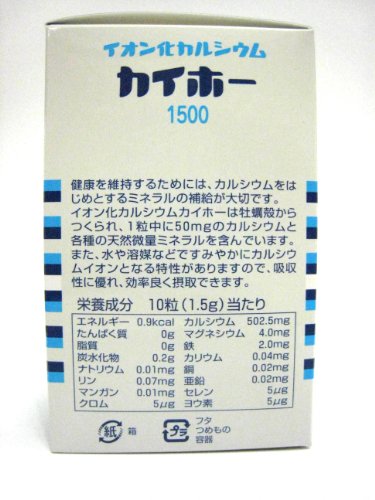 イオン化カルシウム
カイホー
1500
健康を維持するためには、カルシウムをは
じめとするミネラルの補給が大切です。
イオン化カルシウムカイホーは牡蠣殻から
つくられ、1粒中に50mgのカルシウムと
各種の天然微量ミネラルを含んでいます。
また、水や溶媒などですみやかにカルシウ
ムイオンとなる特性がありますので、吸収
性に優れ、効率良く摂取できます。
栄養成分 10粒(1.5g)当たり
エネルギー 0.9kcal カルシウム 502.5mg
たんぱく質 0g マグネシウム 4.0mg
脂質 0g 鉄 2.0mg
炭水化物 0.2g カリウム 0.04mg
ナトリウム 0.01mg 銅 0.02mg
リン 0.07mg 亜鉛 0.02mg
マンガン 0.01mg セレン 5μg
クロム 5μg ヨウ素 5μg
紙 箱 プラ フタ
つめもの
容器